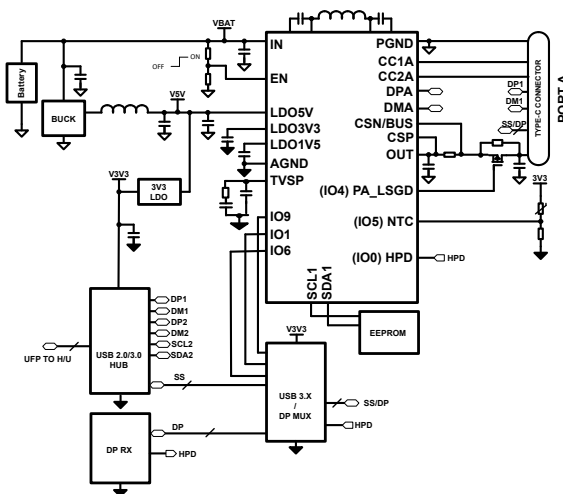 VBAT
IN
PGND
CC1A
CC2A
OFF
ON
EN
DPA
DMA
DP1
DM1
SS/DP
TYPE-C CONNECTOR
PORT A
Battery
BUCK
V5V
LDO5V
LDO3V3
LDO1V5
AGND
TVSP
CSN/BUS
CSP
OUT
V3V3
3V3
LDO
(IO4) PA_LSGD
3V3
IO9
IO1
IO6
(IO5) NTC
(IO0) HPD
HPD
SCL1
SDA1
EEPROM
DP1
DM1
DP2
DM2
SCL2
SDA2
UFP TO H/U
USB 2.0/3.0
HUB
SS
V3V3
USB 3.X
/
DP MUX
SS/DP
HPD
DP RX
DP
HPD